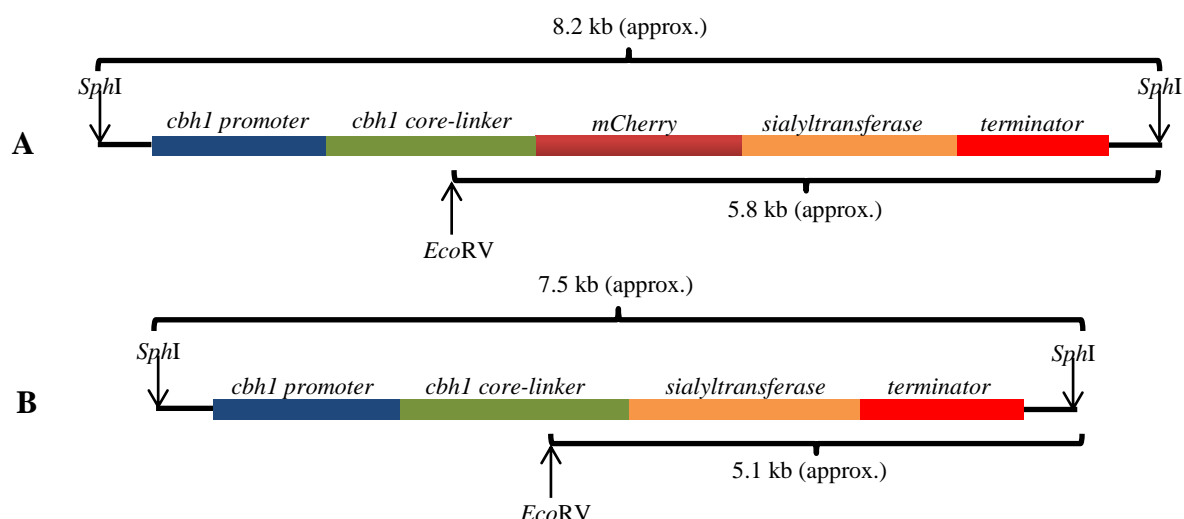 8.2 kb (approx.)
SphI SphI
A cbh1 promoter cbh1 core-linker mCherry sialyltransferase terminator
5.8 kb (approx.)
EcoRV
7.5 kb (approx.)
SphI SphI
B cbh1 promoter cbh1 core-linker sialyltransferase terminator
5.1 kb (approx.)
EcoRV